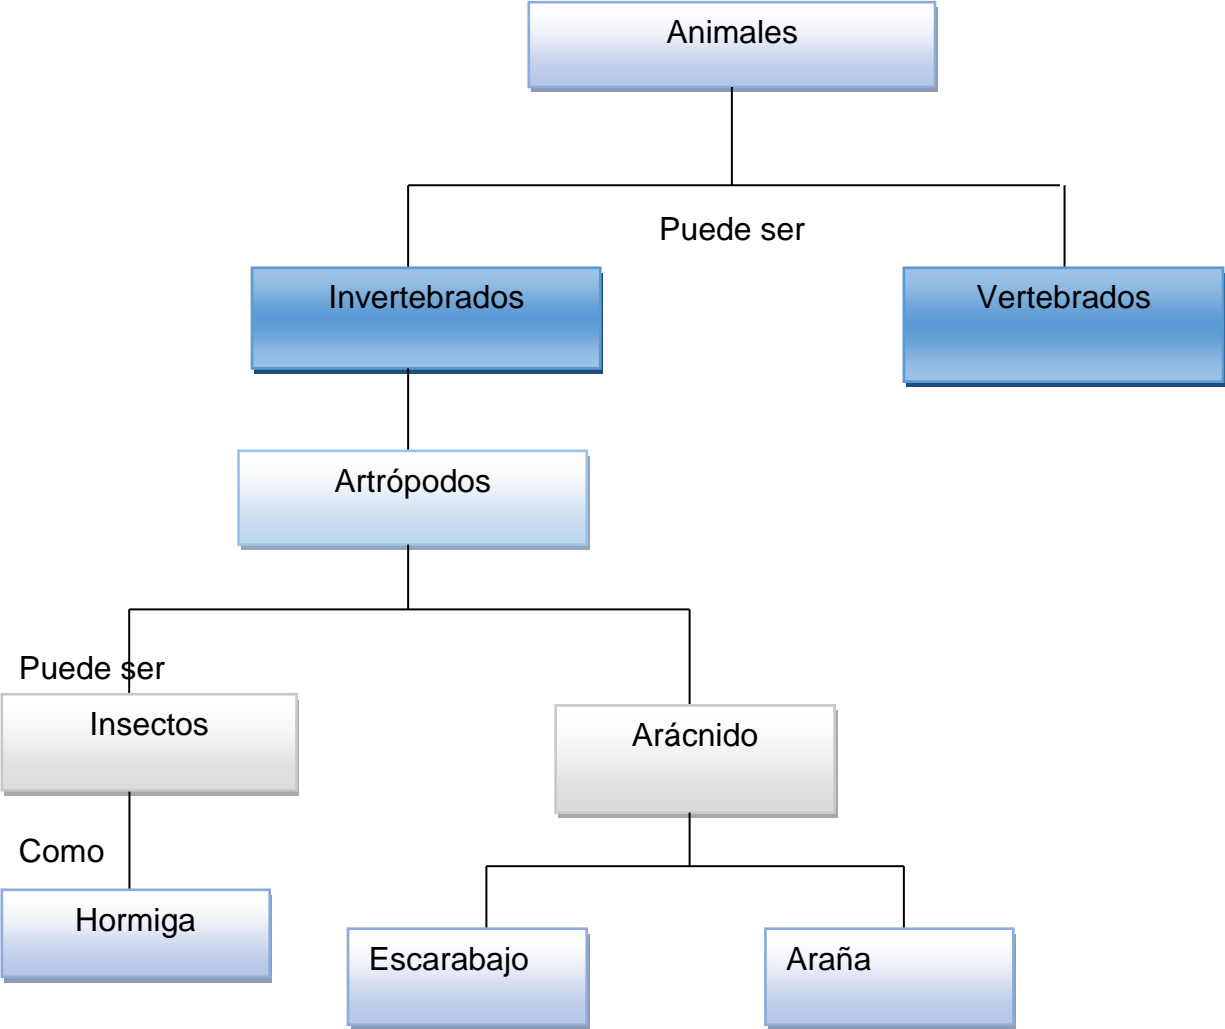 Animales
Puede ser
Invertebrados
Vertebrados
Artrópodos
Puede ser
Insectos
Arácnido
Como
Hormiga
Escarabajo
Araña